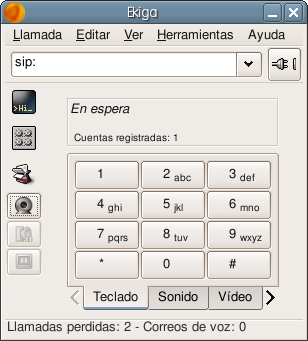 Ekiga
Llamada Editar Ver Herramientas Ayuda
sip:
>Hi_
En espera
Cuentas registradas: 1
1 2 abc 3 def
4 ghi 5 jkl 6 mno
7 pqrs 8 tuv 9 wxyz
* 0 #
Teclado Sonido Vídeo
Llamadas perdidas: 2 - Correos de voz: 0